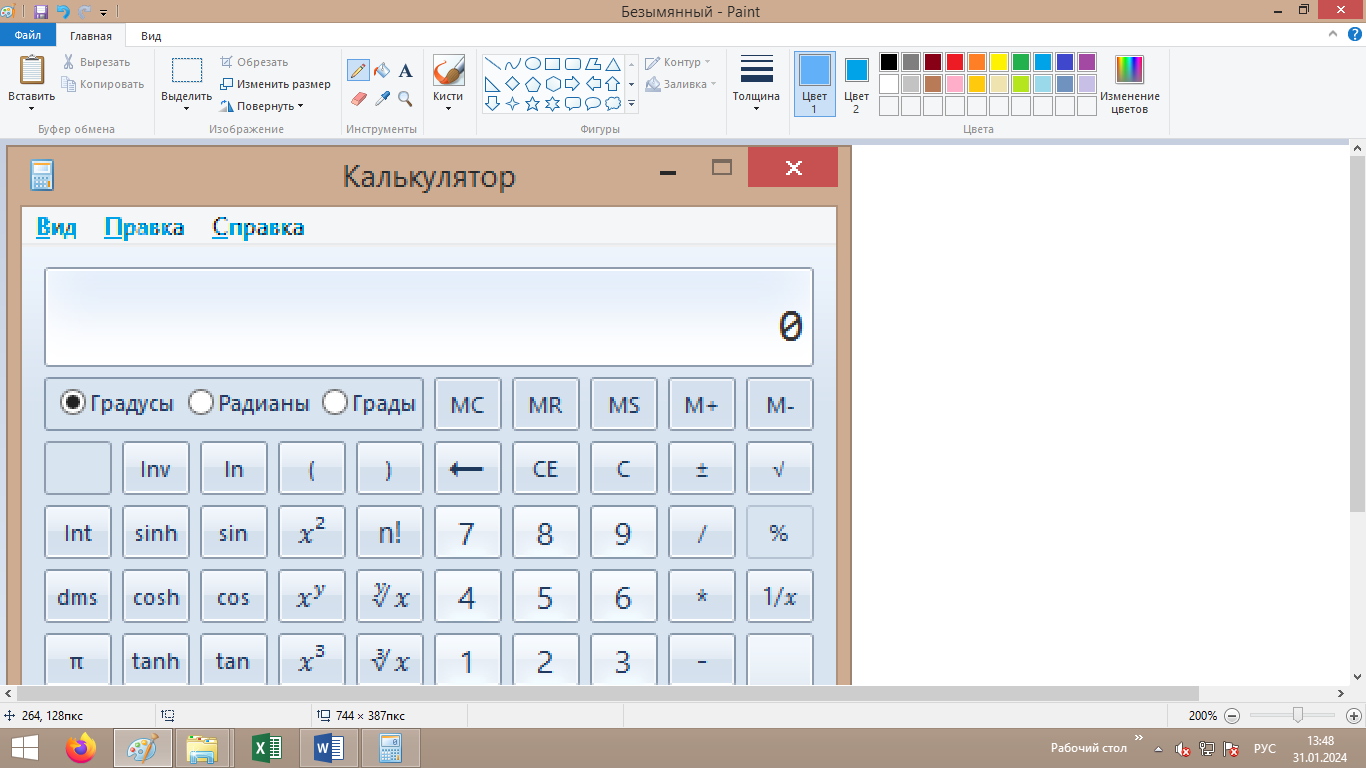 Безымянный - Paint
Файл Главная Вид
Вставить
Вырезать
Копировать
Буфер обмена
Выделить
Обрезать
Изменить размер
Повернуть
Изображение
A
Инструменты
Кисти
Контур
Заливка
Фигуры
Толщина
Цвет 1
Цвет 2
Изменение цветов
Цвета
Калькулятор
Вид Правка Справка
0
Градусы Радианы Грады MC MR MS M+ M-
Inv ln ( ) ← CE C ± √
Int sinh sin x² n! 7 8 9 / %
dms cosh cos xʸ ʸ√x 4 5 6 * 1/x
π tanh tan x³ ³√x 1 2 3 -
264, 128пкс 744 × 387пкс 200%
Рабочий стол » РУС 13:48
31.01.2024